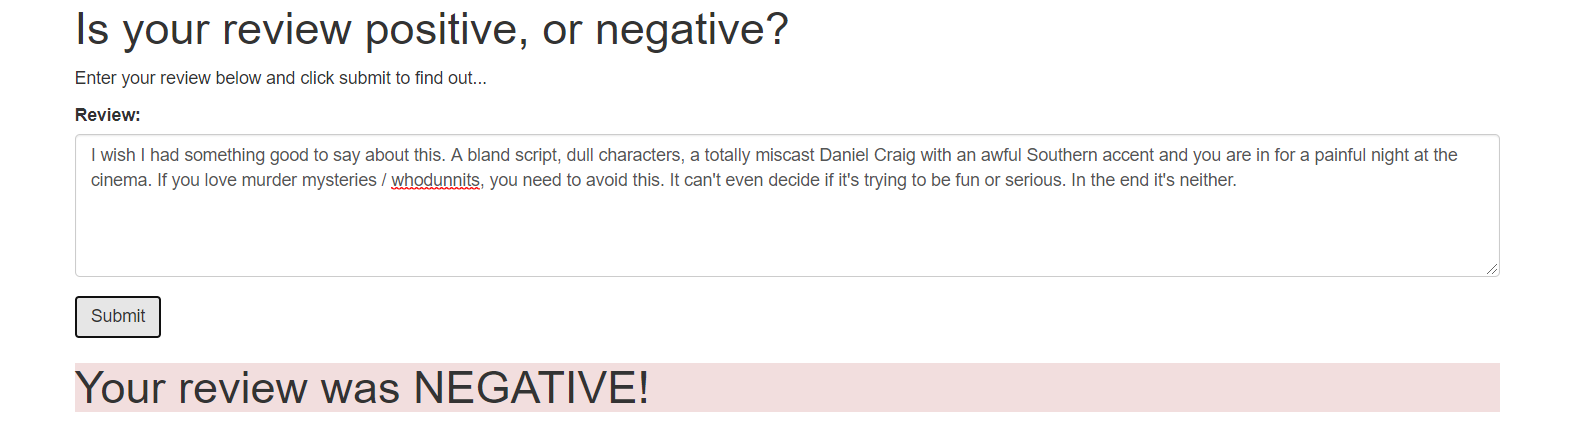 Is your review positive, or negative?
Enter your review below and click submit to find out...
Review:
I wish I had something good to say about this. A bland script, dull characters, a totally miscast Daniel Craig with an awful Southern accent and you are in for a painful night at the
cinema. If you love murder mysteries / whodunnits, you need to avoid this. It can't even decide if it's trying to be fun or serious. In the end it's neither.
Submit
Your review was NEGATIVE!